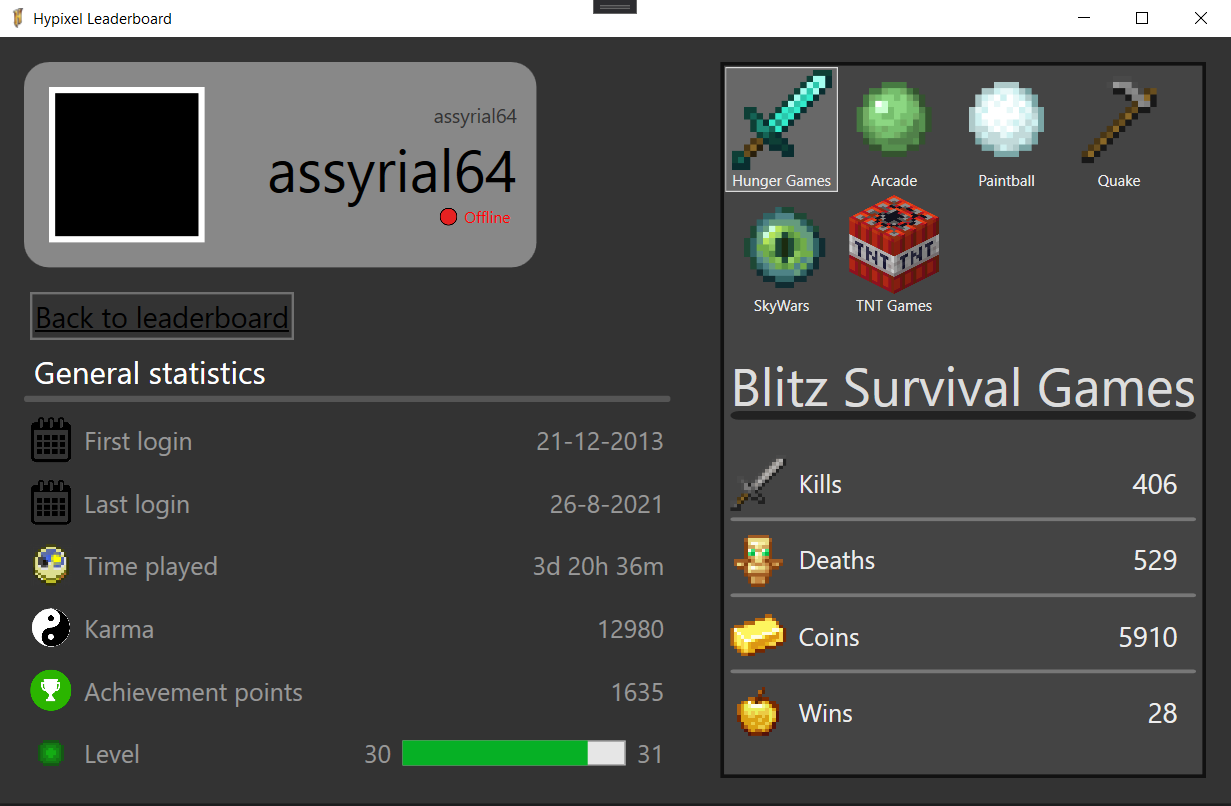 Hypixel Leaderboard
assyrial64
assyrial64
Offline
Back to leaderboard
General statistics
First login 21-12-2013
Last login 26-8-2021
Time played 3d 20h 36m
Karma 12980
Achievement points 1635
Level 30 31
Hunger Games Arcade Paintball Quake
TNT TNT
SkyWars TNT Games
Blitz Survival Games
Kills 406
Deaths 529
Coins 5910
Wins 28